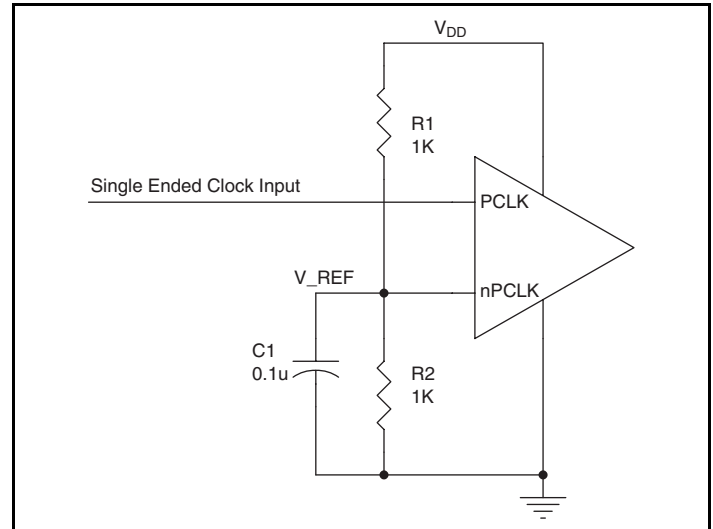 VDD
R1
1K
Single Ended Clock Input
PCLK
V_REF
nPCLK
C1
0.1u
R2
1K